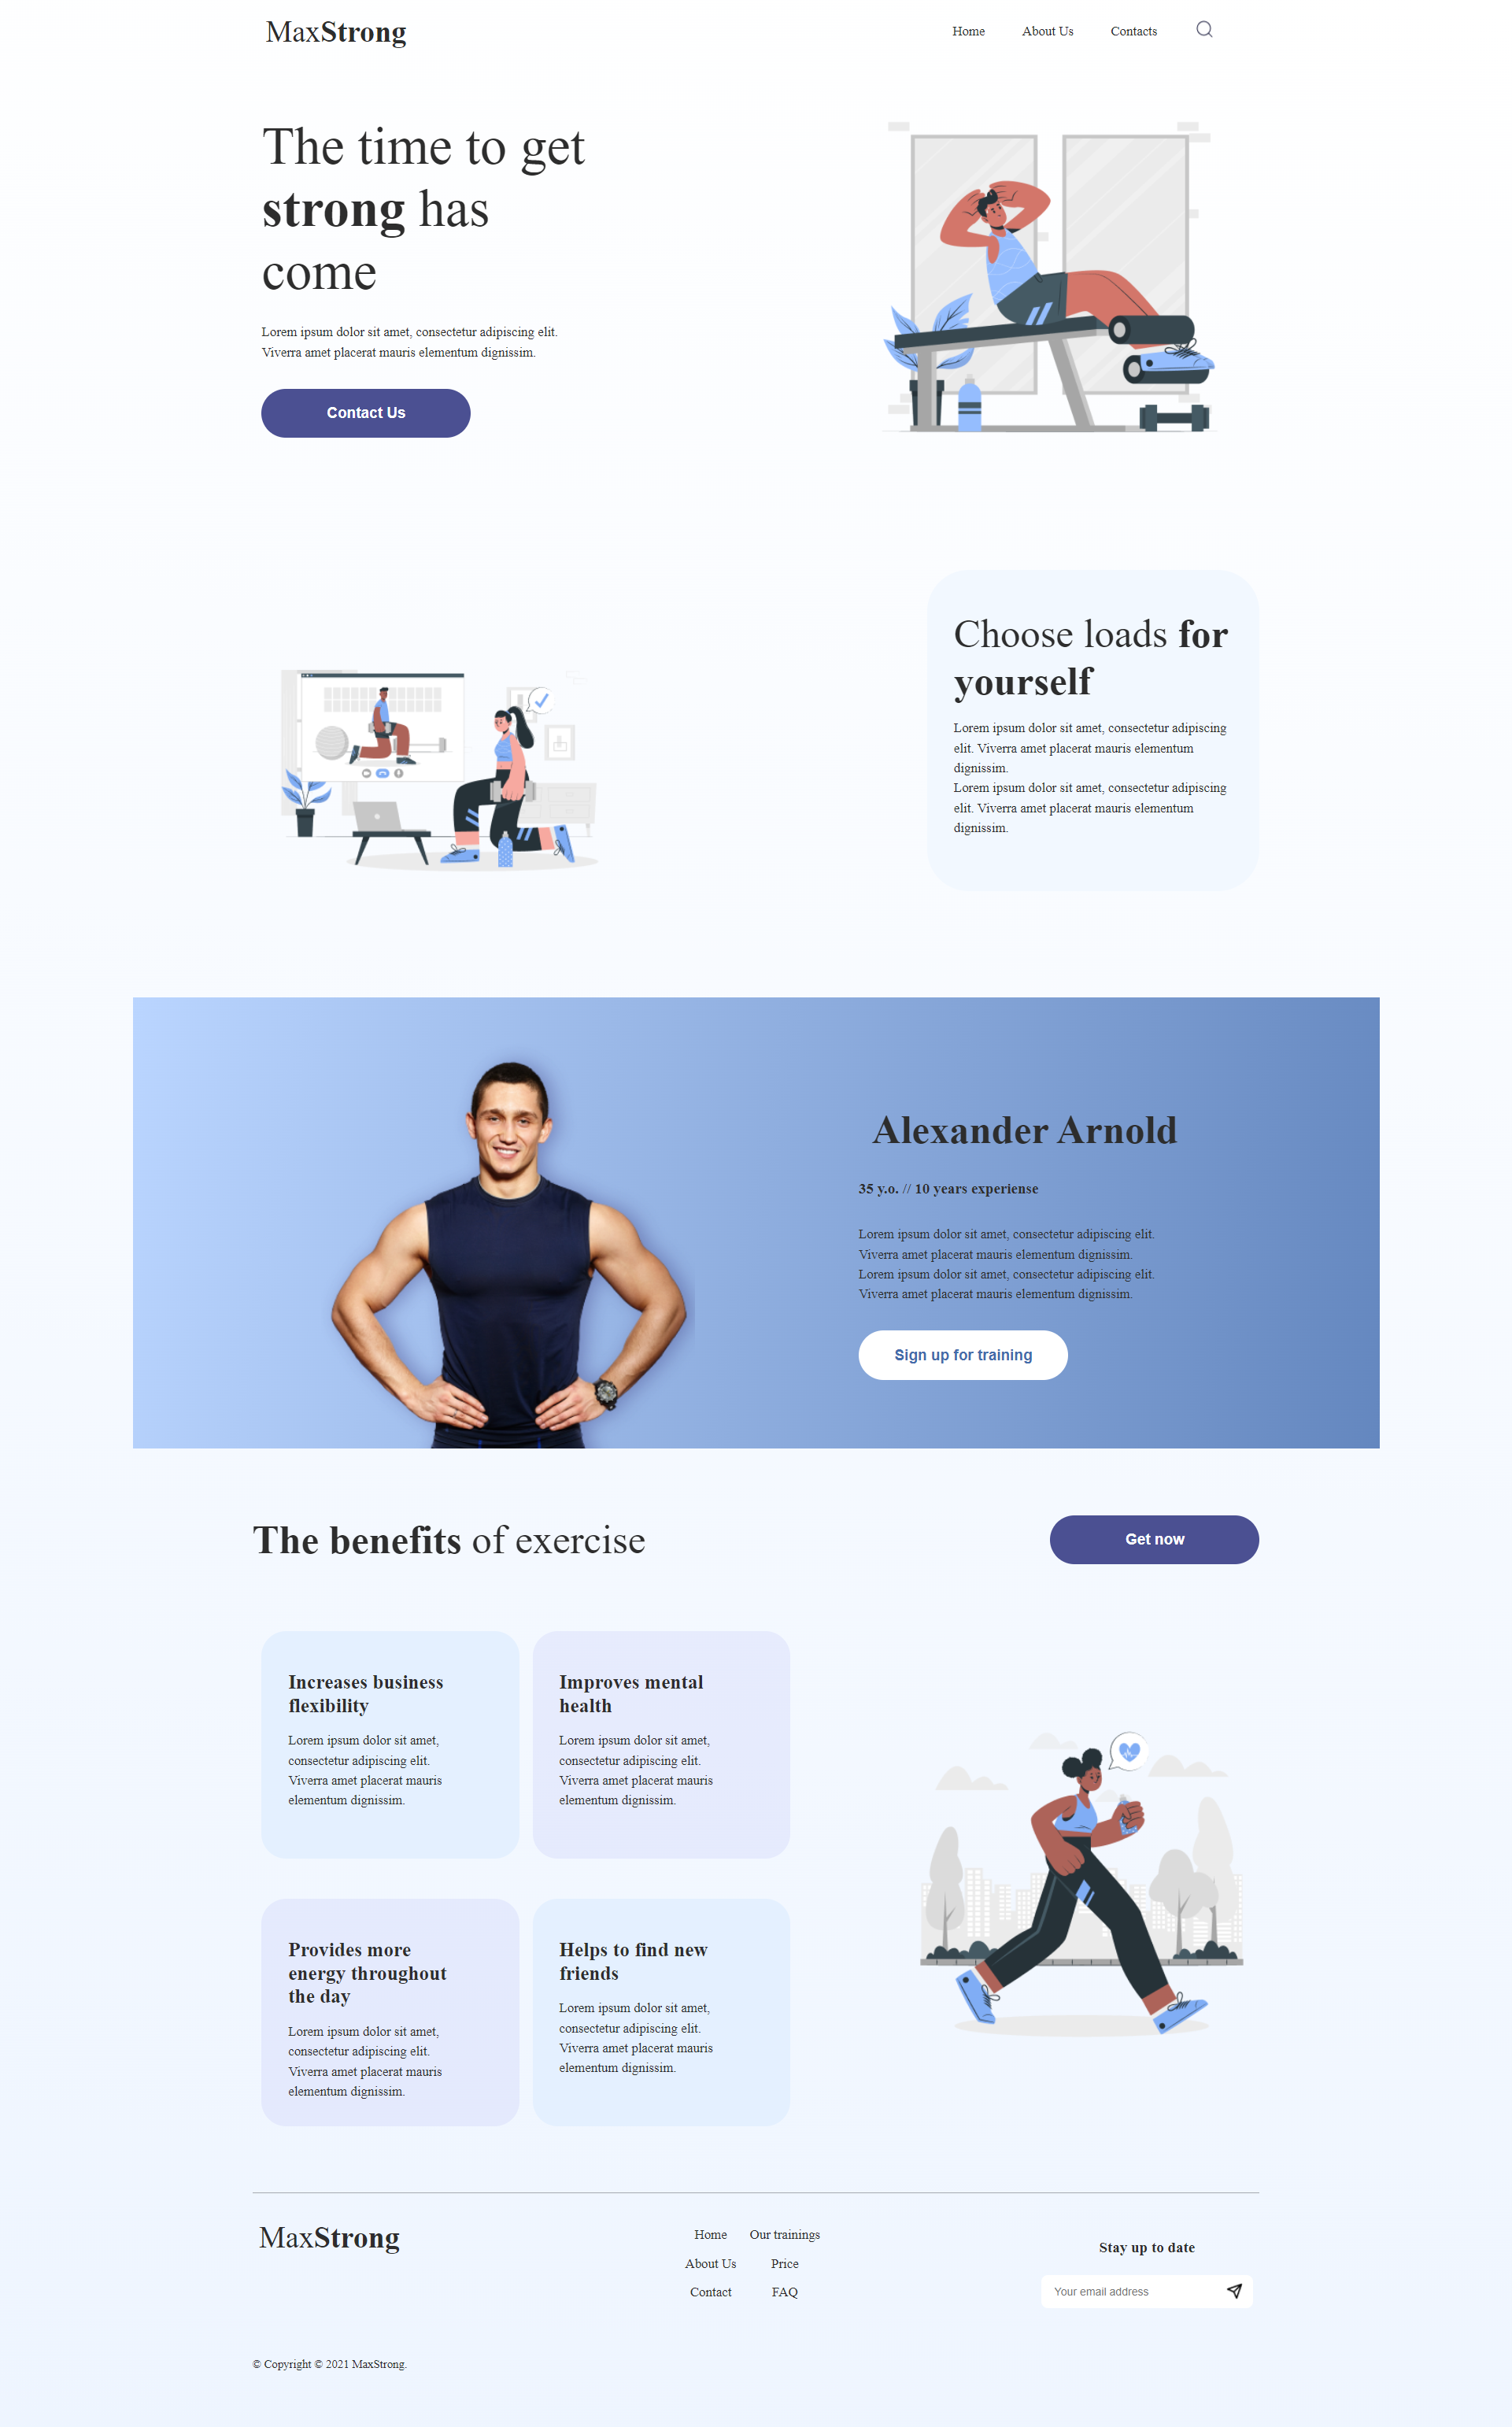 MaxStrong
Home
About Us
Contacts
The time to get
strong has
come
Lorem ipsum dolor sit amet, consectetur adipiscing elit.
Viverra amet placerat mauris elementum dignissim.
Contact Us
Choose loads for
yourself
Lorem ipsum dolor sit amet, consectetur adipiscing
elit. Viverra amet placerat mauris elementum
dignissim.
Lorem ipsum dolor sit amet, consectetur adipiscing
elit. Viverra amet placerat mauris elementum
dignissim.
Alexander Arnold
35 y.o. // 10 years experiense
Lorem ipsum dolor sit amet, consectetur adipiscing elit.
Viverra amet placerat mauris elementum dignissim.
Lorem ipsum dolor sit amet, consectetur adipiscing elit.
Viverra amet placerat mauris elementum dignissim.
Sign up for training
The benefits of exercise
Get now
Increases business
flexibility
Lorem ipsum dolor sit amet,
consectetur adipiscing elit.
Viverra amet placerat mauris
elementum dignissim.
Improves mental
health
Lorem ipsum dolor sit amet,
consectetur adipiscing elit.
Viverra amet placerat mauris
elementum dignissim.
Provides more
energy throughout
the day
Lorem ipsum dolor sit amet,
consectetur adipiscing elit.
Viverra amet placerat mauris
elementum dignissim.
Helps to find new
friends
Lorem ipsum dolor sit amet,
consectetur adipiscing elit.
Viverra amet placerat mauris
elementum dignissim.
MaxStrong
Home
About Us
Contact
Our trainings
Price
FAQ
Stay up to date
Your email address
© Copyright © 2021 MaxStrong.